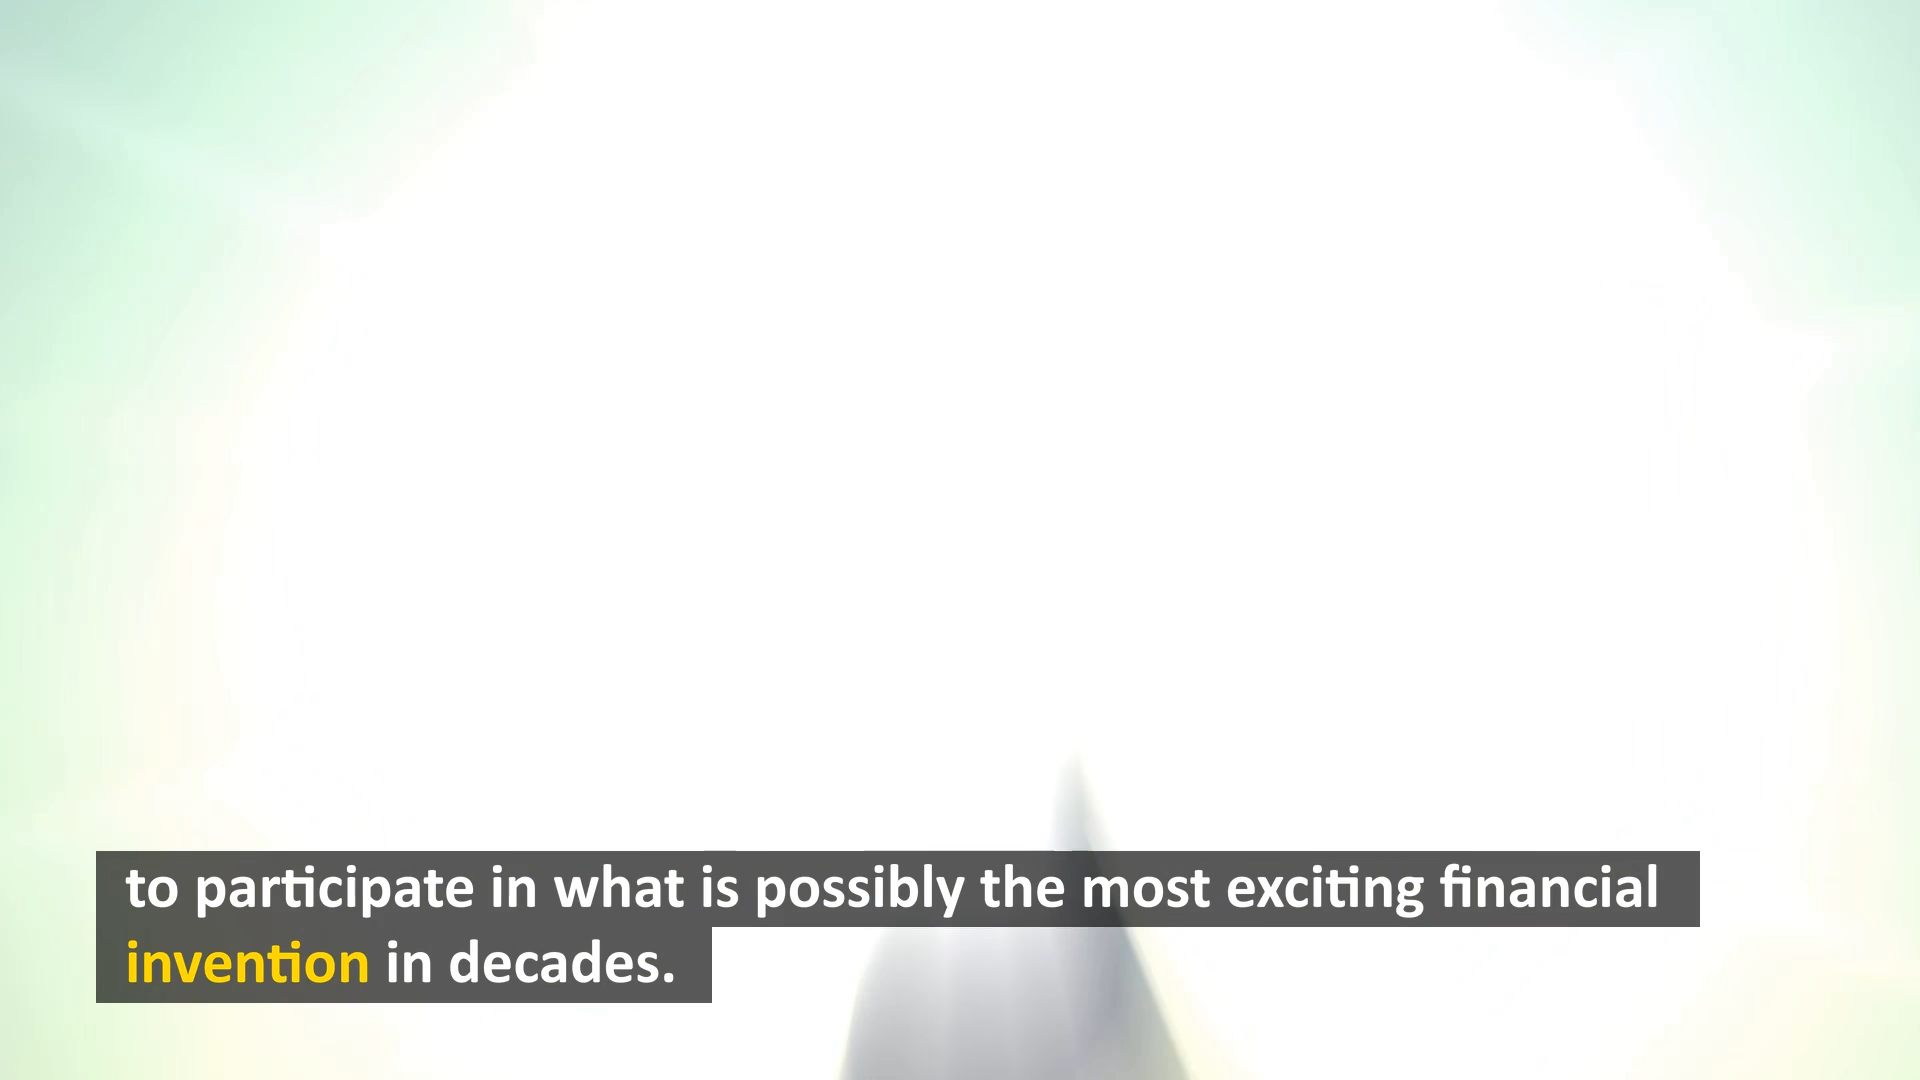 to participate in what is possibly the most exciting financial
invention in decades.